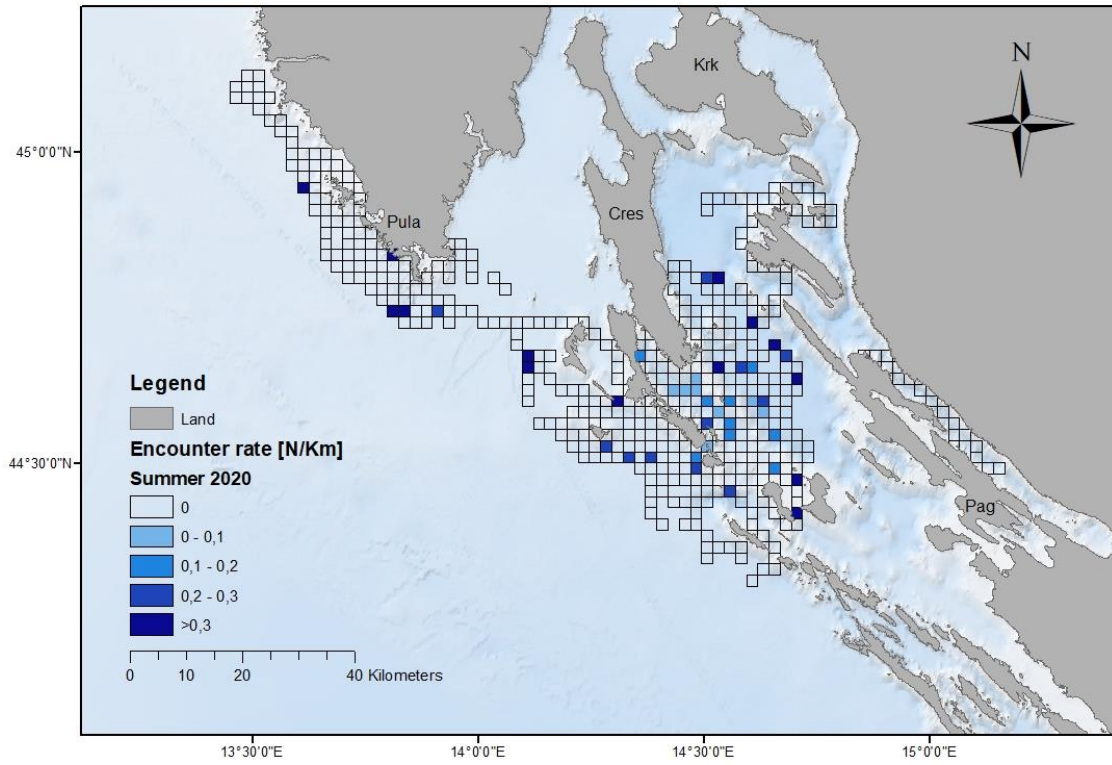 Krk
N
45°0'0"N
Pula
Cres
Legend
Land
Encounter rate [N/Km]
Summer 2020
0
0 - 0,1
0,1 - 0,2
0,2 - 0,3
>0,3
44°30'0"N
Pag
0 10 20 40 Kilometers
13°30'0"E 14°0'0"E 14°30'0"E 15°0'0"E